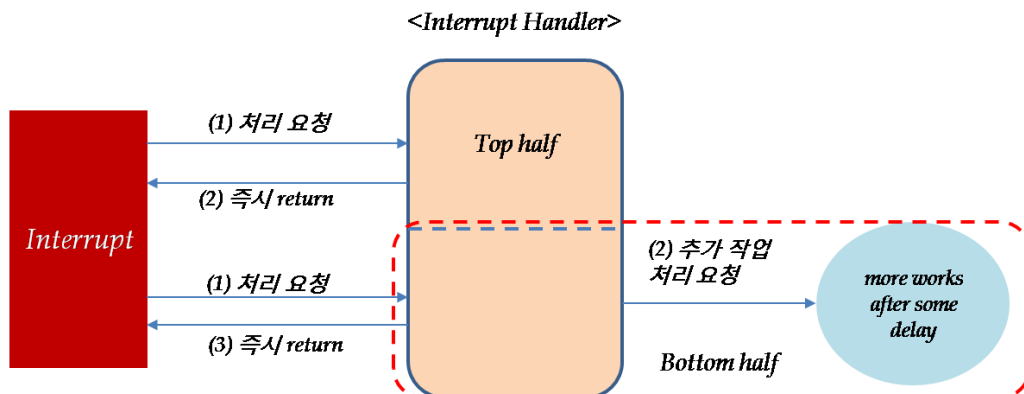 <Interrupt Handler>
(1) 처리 요청
Top half
(2) 즉시 return
Interrupt
(2) 추가 작업
처리 요청
(1) 처리 요청
more works
after some
delay
(3) 즉시 return
Bottom half